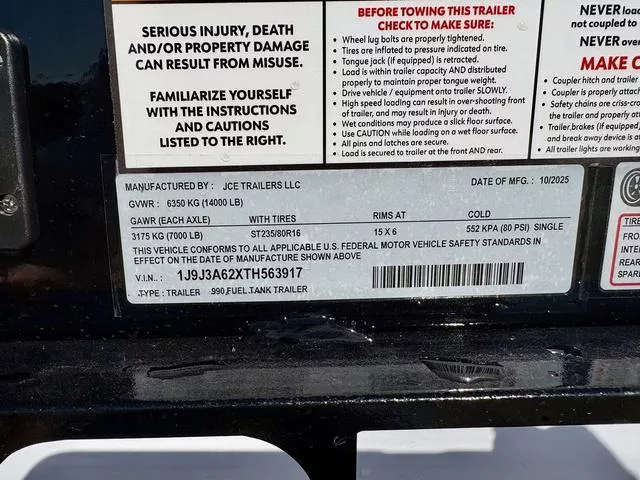 SERIOUS INJURY, DEATH
AND/OR PROPERTY DAMAGE
CAN RESULT FROM MISUSE.
FAMILIARIZE YOURSELF
WITH THE INSTRUCTIONS
AND CAUTIONS
LISTED TO THE RIGHT.
BEFORE TOWING THIS TRAILER
CHECK TO MAKE SURE:
• Wheel lug bolts are properly tightened.
• Tires are inflated to pressure indicated on tire.
• Tongue jack (if equipped) is retracted.
• Load is within trailer capacity AND distributed
properly to maintain proper tongue weight.
• Drive vehicle / equipment onto trailer SLOWLY.
• High speed loading can result in over-shooting front
of trailer, and may result in injury or death.
• Wet conditions may produce a slick floor surface.
• Use CAUTION while loading on a wet floor surface.
• All pins and latches are secure.
• Load is secured to trailer at the front AND rear.
NEVER load
not coupled to
NEVER over
MAKE C
• Coupler hitch and trailer
• Coupler is properly attach
• Safety chains are criss-cross
the trailer and properly attach
• Trailer brakes (if equipped)
and break away device is at
• All trailer lights are working
MANUFACTURED BY : JCE TRAILERS LLC DATE OF MFG. : 10/2025
GVWR : 6350 KG (14000 LB)
GAWR (EACH AXLE) WITH TIRES RIMS AT COLD
3175 KG (7000 LB) ST235/80R16 15 X 6 552 KPA (80 PSI) SINGLE
THIS VEHICLE CONFORMS TO ALL APPLICABLE U.S. FEDERAL MOTOR VEHICLE SAFETY STANDARDS IN
EFFECT ON THE DATE OF MANUFACTURE SHOWN ABOVE
V.I.N. : 1J9J3A62XTH563917
TYPE : TRAILER 990 FUEL TANK TRAILER
TIRE
FRO
REA
SPAR